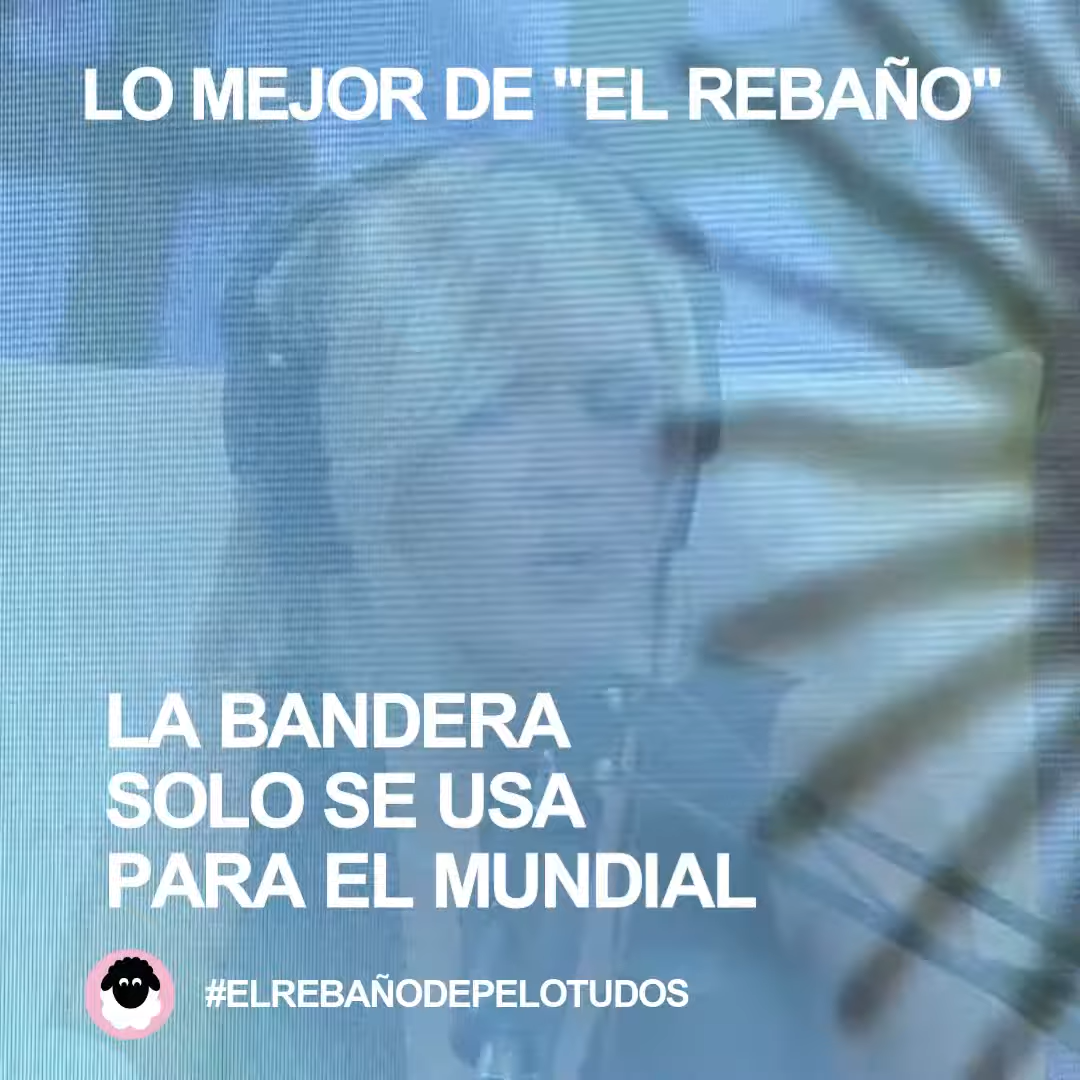 LO MEJOR DE "EL REBAÑO"
LA BANDERA
SOLO SE USA
PARA EL MUNDIAL
#ELREBAÑODEPELOTUDOS